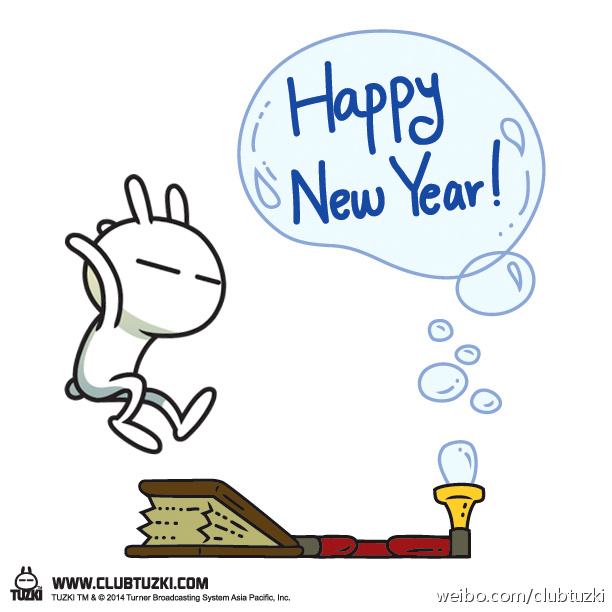 Happy
New Year!
TUZKI
WWW.CLUBTUZKI.COM
TUZKI TM & © 2014 Turner Broadcasting System Asia Pacific, Inc.
weibo.com/clubtuzki